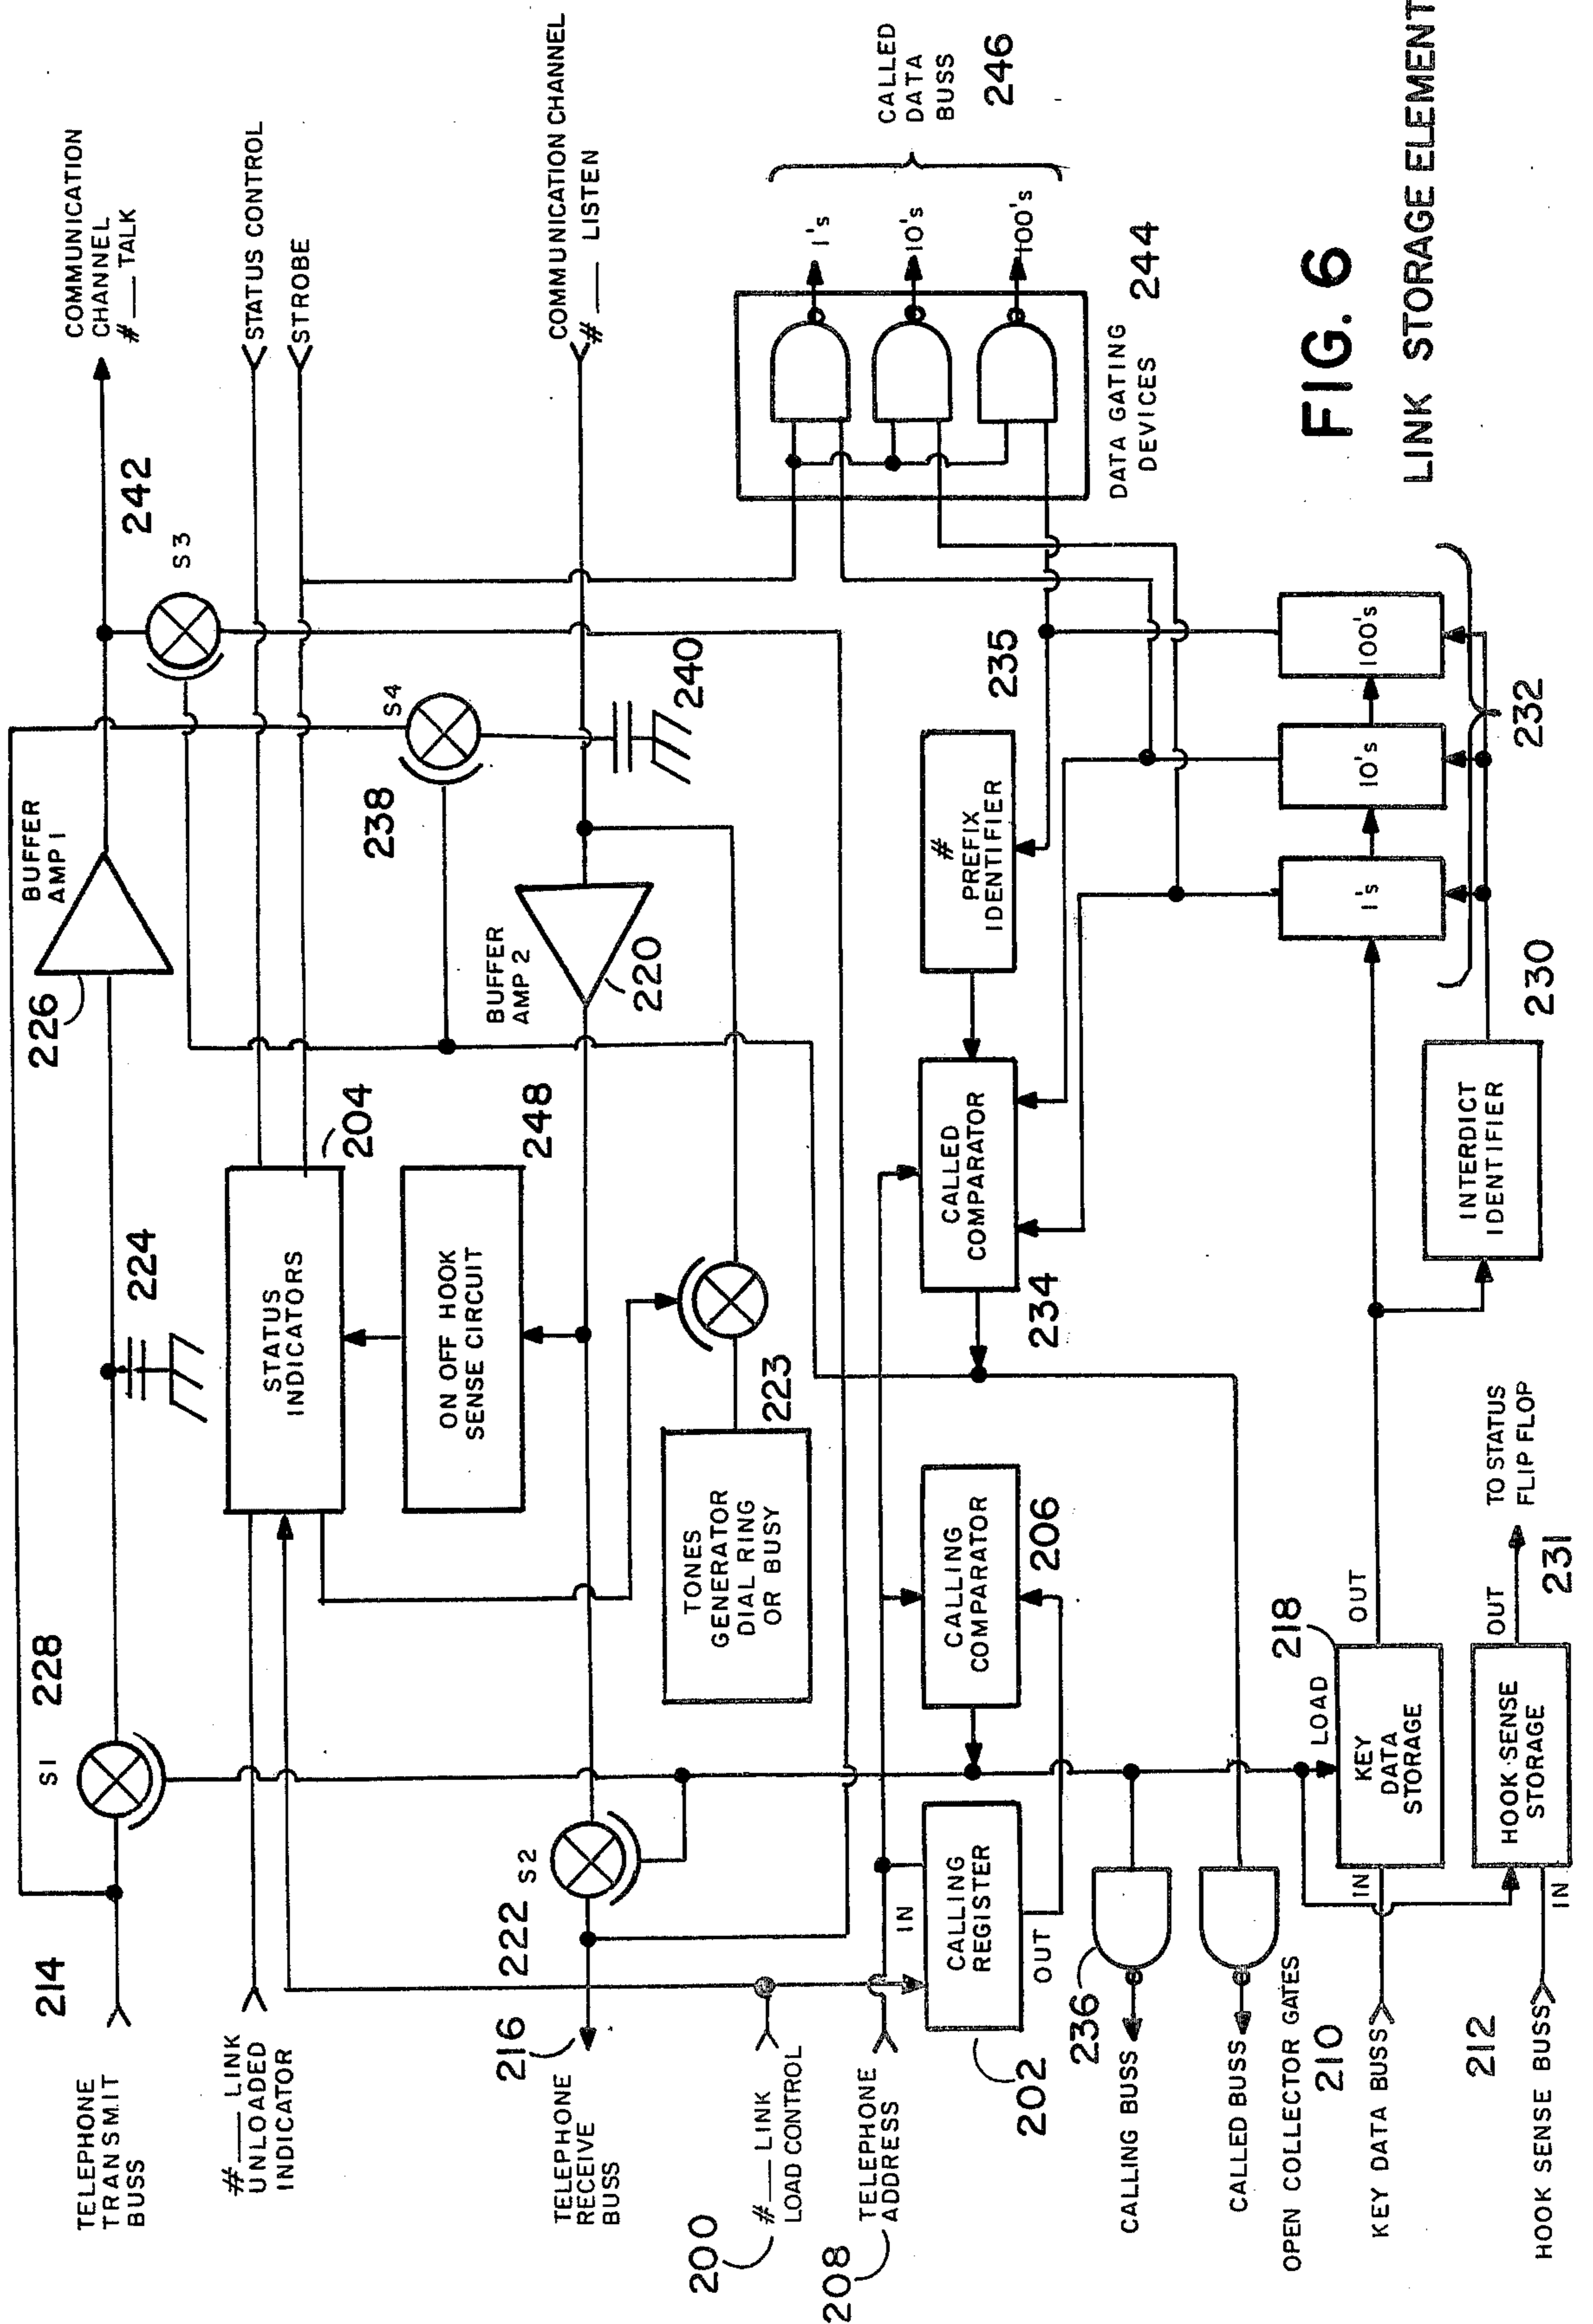 TELEPHONE
TRANSMIT
BUSS
214
S1
228
224
226
BUFFER
AMP 1
242
S3
COMMUNICATION
CHANNEL
#___ TALK
#___ LINK
UNLOADED
INDICATOR
STATUS
INDICATORS
204
STATUS CONTROL
STROBE
ON OFF HOOK
SENSE CIRCUIT
248
238
S4
240
TELEPHONE
RECEIVE
BUSS
216
222
S2
BUFFER
AMP 2
220
COMMUNICATION CHANNEL
#___ LISTEN
TONES
GENERATOR
DIAL RING
OR BUSY
223
200
#___ LINK
LOAD CONTROL
208
TELEPHONE
ADDRESS
202
IN
CALLING
REGISTER
OUT
CALLING
COMPARATOR
206
CALLED
COMPARATOR
234
#
PREFIX
IDENTIFIER
235
1's
10's
100's
DATA GATING
DEVICES
244
CALLED
DATA
BUSS
246
CALLING BUSS
236
CALLED BUSS
OPEN COLLECTOR GATES
210
KEY DATA BUSS
IN
LOAD
KEY
DATA
STORAGE
218
OUT
212
HOOK SENSE BUSS
IN
HOOK SENSE
STORAGE
OUT
231
TO STATUS
FLIP FLOP
INTERDICT
IDENTIFIER
230
1's
10's
100's
232
FIG. 6
LINK STORAGE ELEMENT